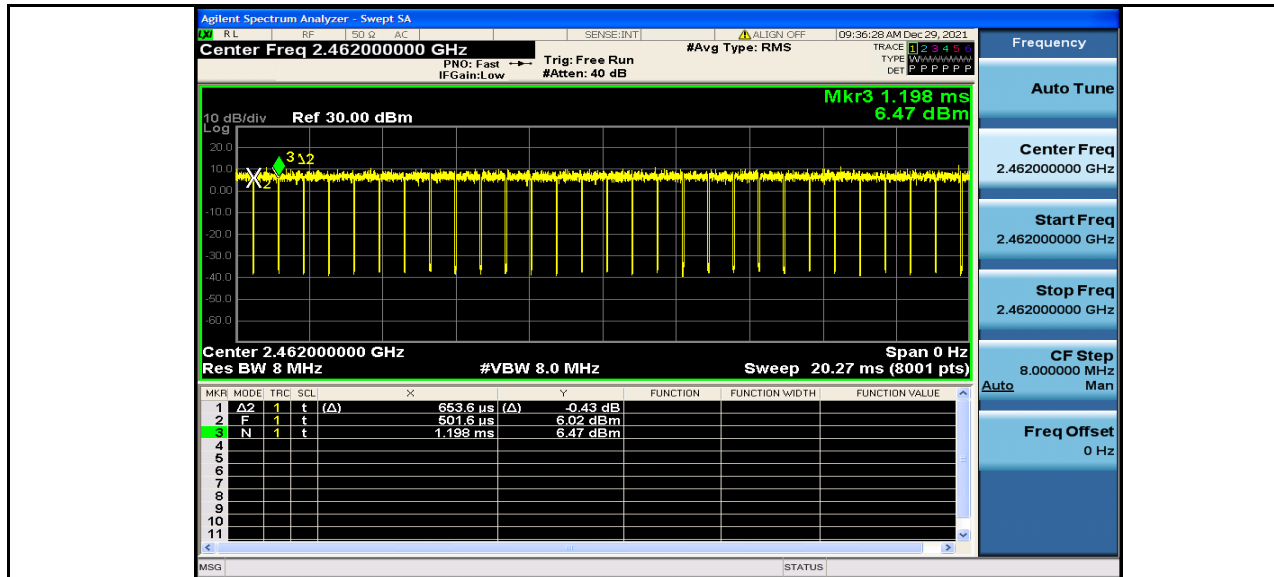 Agilent Spectrum Analyzer - Swept SA
LXI RL RF 50 Ω AC SENSE:INT ALIGN OFF 09:36:28 AM Dec 29, 2021
Center Freq 2.462000000 GHz #Avg Type: RMS TRACE 1 2 3 4 5 6
PNO: Fast Trig: Free Run TYPE
IFGain:Low #Atten: 40 dB DET P P P P P P
Mkr3 1.198 ms
6.47 dBm
10 dB/div Ref 30.00 dBm
Log
20.0
10.0
0.00
-10.0
-20.0
-30.0
-40.0
-50.0
-60.0
3 Δ2
2
Center 2.462000000 GHz Span 0 Hz
Res BW 8 MHz #VBW 8.0 MHz Sweep 20.27 ms (8001 pts)
MKR MODE TRC SCL X Y FUNCTION FUNCTION WIDTH FUNCTION VALUE
1 Δ2 1 t (Δ) 653.6 µs (Δ) -0.43 dB
2 F 1 t 501.6 µs 6.02 dBm
3 N 1 t 1.198 ms 6.47 dBm
4
5
6
7
8
9
10
11
MSG STATUS
Frequency
Auto Tune
Center Freq
2.462000000 GHz
Start Freq
2.462000000 GHz
Stop Freq
2.462000000 GHz
CF Step
8.000000 MHz
Auto Man
Freq Offset
0 Hz